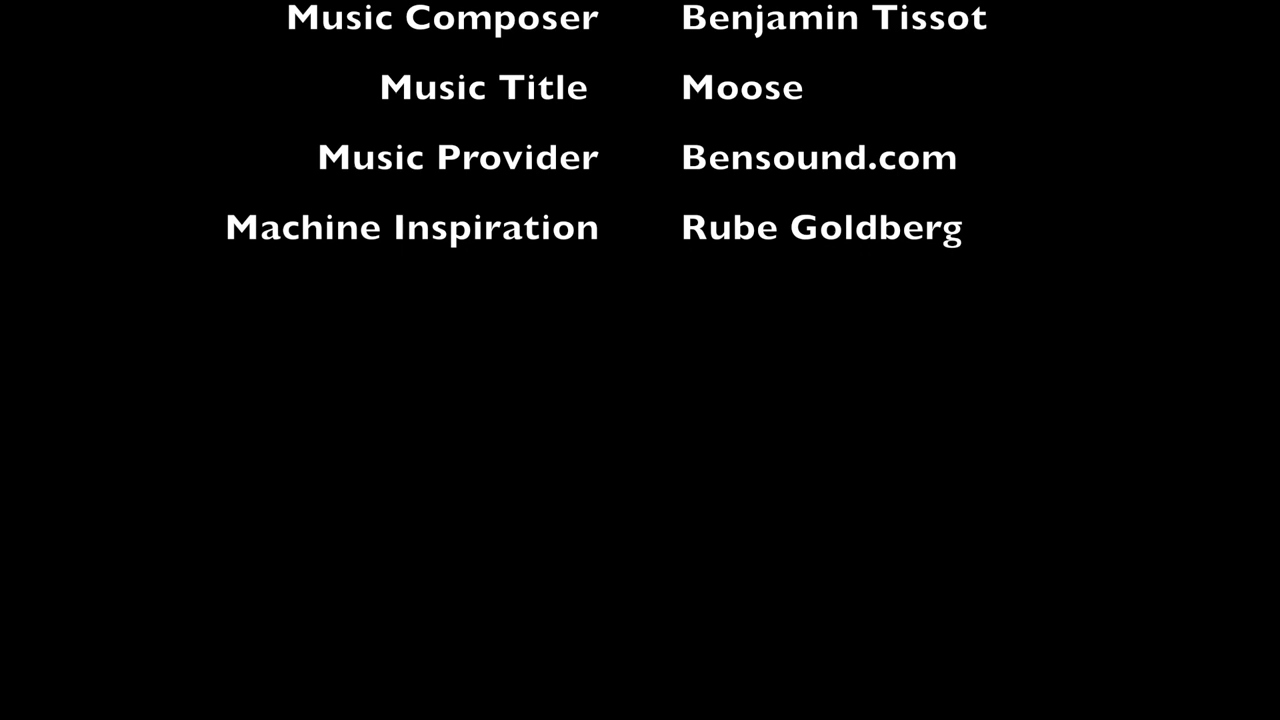 Music Composer Benjamin Tissot
Music Title Moose
Music Provider Bensound.com
Machine Inspiration Rube Goldberg